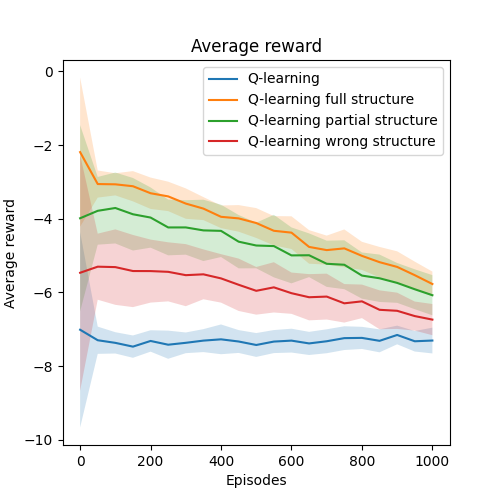 Average reward
Q-learning
Q-learning full structure
Q-learning partial structure
Q-learning wrong structure
Average reward
0
−2
−4
−6
−8
−10
0 200 400 600 800 1000
Episodes